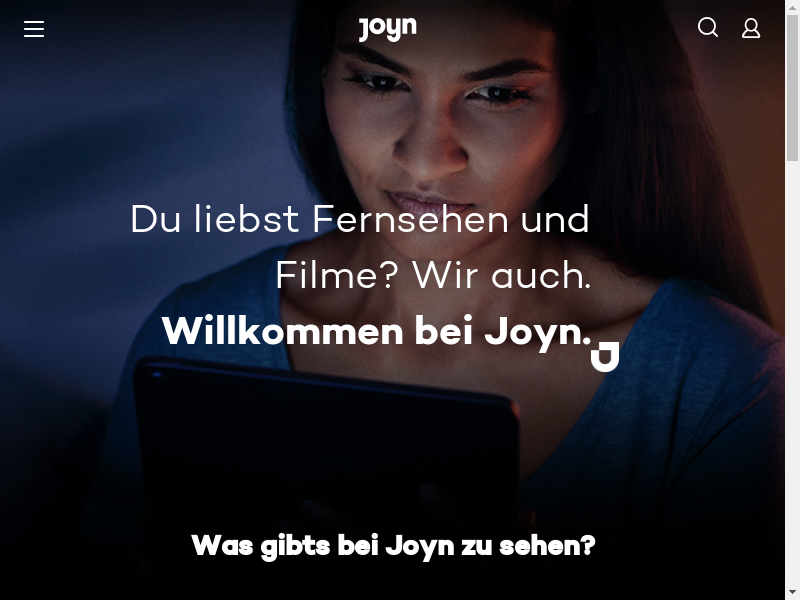 joyn
Du liebst Fernsehen und
Filme? Wir auch.
Willkommen bei Joyn.
Was gibts bei Joyn zu sehen?